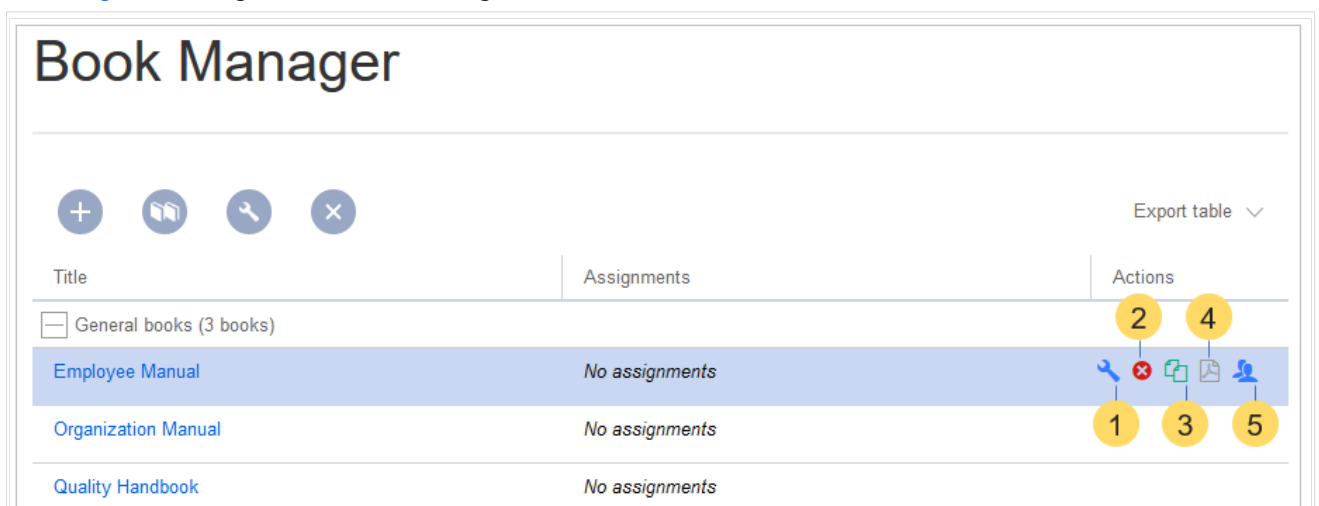 Book Manager
Export table
Title Assignments Actions
General books (3 books)
2 4
Employee Manual No assignments
1 3 5
Organization Manual No assignments
Quality Handbook No assignments